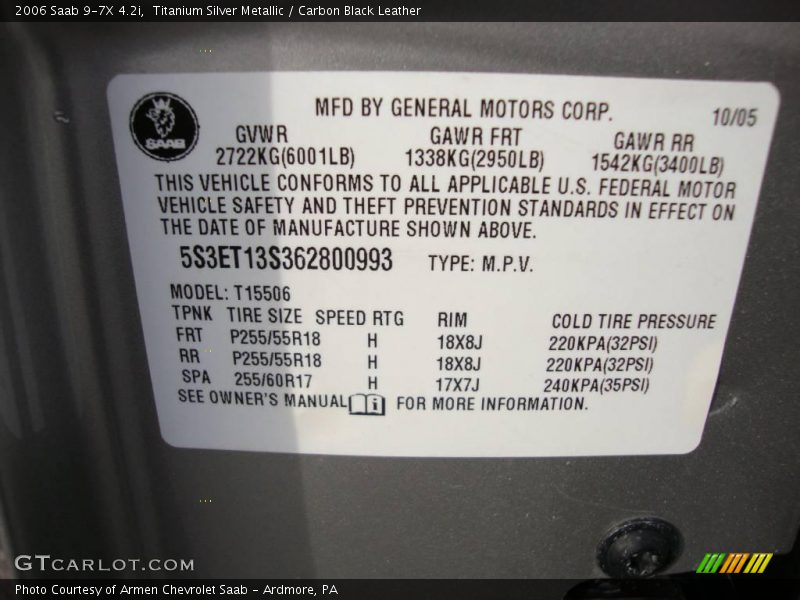 2006 Saab 9-7X 4.2i,  Titanium Silver Metallic / Carbon Black Leather
SAAB
MFD BY GENERAL MOTORS CORP. 10/05
GVWR GAWR FRT GAWR RR
2722KG(6001LB) 1338KG(2950LB) 1542KG(3400LB)
THIS VEHICLE CONFORMS TO ALL APPLICABLE U.S. FEDERAL MOTOR
VEHICLE SAFETY AND THEFT PREVENTION STANDARDS IN EFFECT ON
THE DATE OF MANUFACTURE SHOWN ABOVE.
5S3ET13S362800993 TYPE: M.P.V.
MODEL: T15506
TPNK TIRE SIZE SPEED RTG RIM COLD TIRE PRESSURE
FRT P255/55R18 H 18X8J 220KPA(32PSI)
RR P255/55R18 H 18X8J 220KPA(32PSI)
SPA 255/60R17 H 17X7J 240KPA(35PSI)
SEE OWNER'S MANUAL FOR MORE INFORMATION.
GTCARLOT.COM
Photo Courtesy of Armen Chevrolet Saab - Ardmore, PA